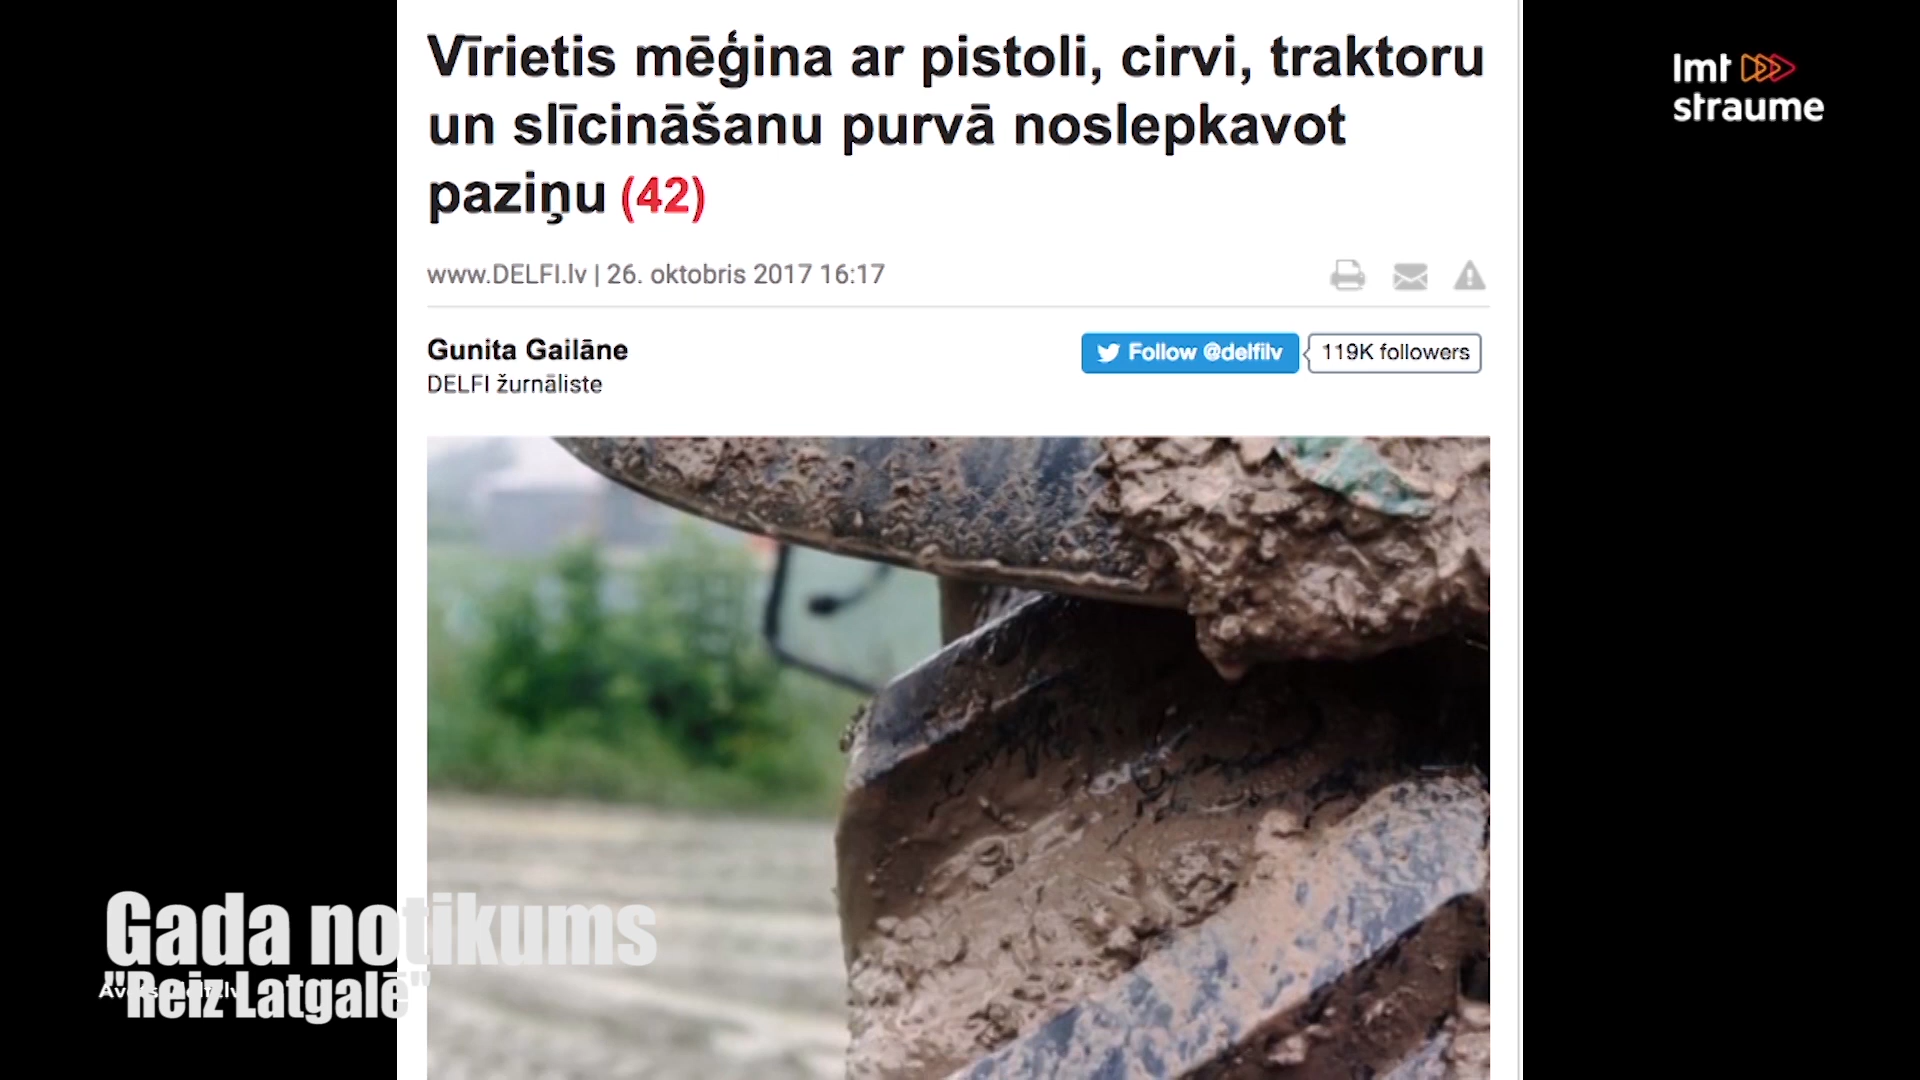 Vīrietis mēģina ar pistoli, cirvi, traktoru
un slīcināšanu purvā noslepkavot
paziņu (42)
www.DELFI.lv | 26. oktobris 2017 16:17
Gunita Gailāne
DELFI žurnāliste
Follow @delfilv
119K followers
lmt
straume
Gada notikums
"Reiz Latgalē"